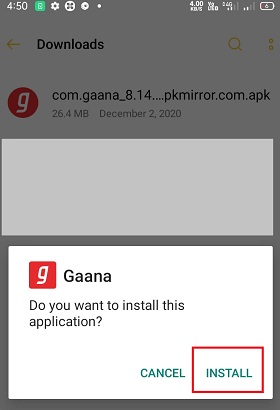 4:50
4.00 KB/S
Downloads
com.gaana_8.14....pkmirror.com.apk
26.4 MB December 2, 2020
g
g Gaana
Do you want to install this
application?
CANCEL INSTALL